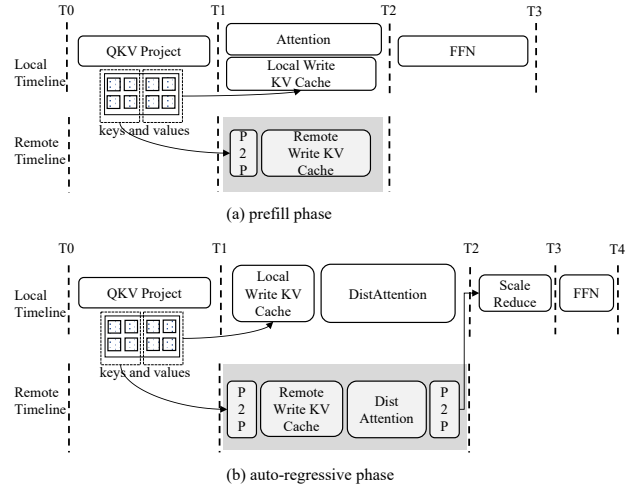 T0 T1 T2 T3
Local
Timeline
QKV Project
Attention
Local Write
KV Cache
FFN
keys and values
Remote
Timeline
P
2
P
Remote
Write KV
Cache
(a) prefill phase
T0 T1 T2 T3 T4
Local
Timeline
QKV Project
Local
Write KV
Cache
DistAttention
Scale
Reduce
FFN
keys and values
Remote
Timeline
P
2
P
Remote
Write KV
Cache
Dist
Attention
P
2
P
(b) auto-regressive phase